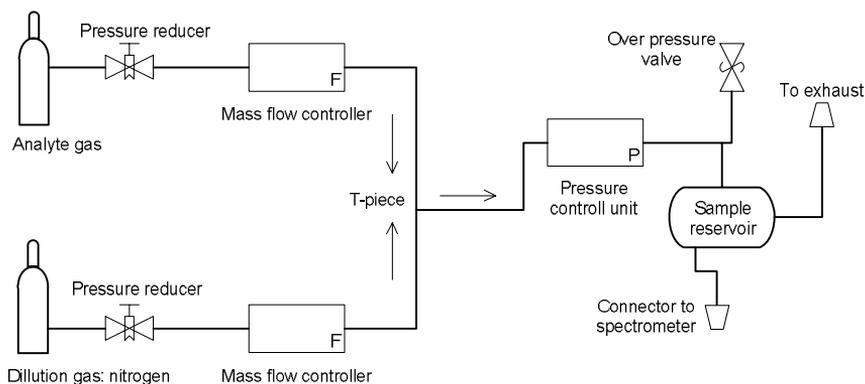 Pressure reducer
F
Mass flow controller
Analyte gas
Over pressure
valve
To exhaust
P
Pressure
controll unit
T-piece
Sample
reservoir
Connector to
spectrometer
Pressure reducer
F
Dillution gas: nitrogen
Mass flow controller